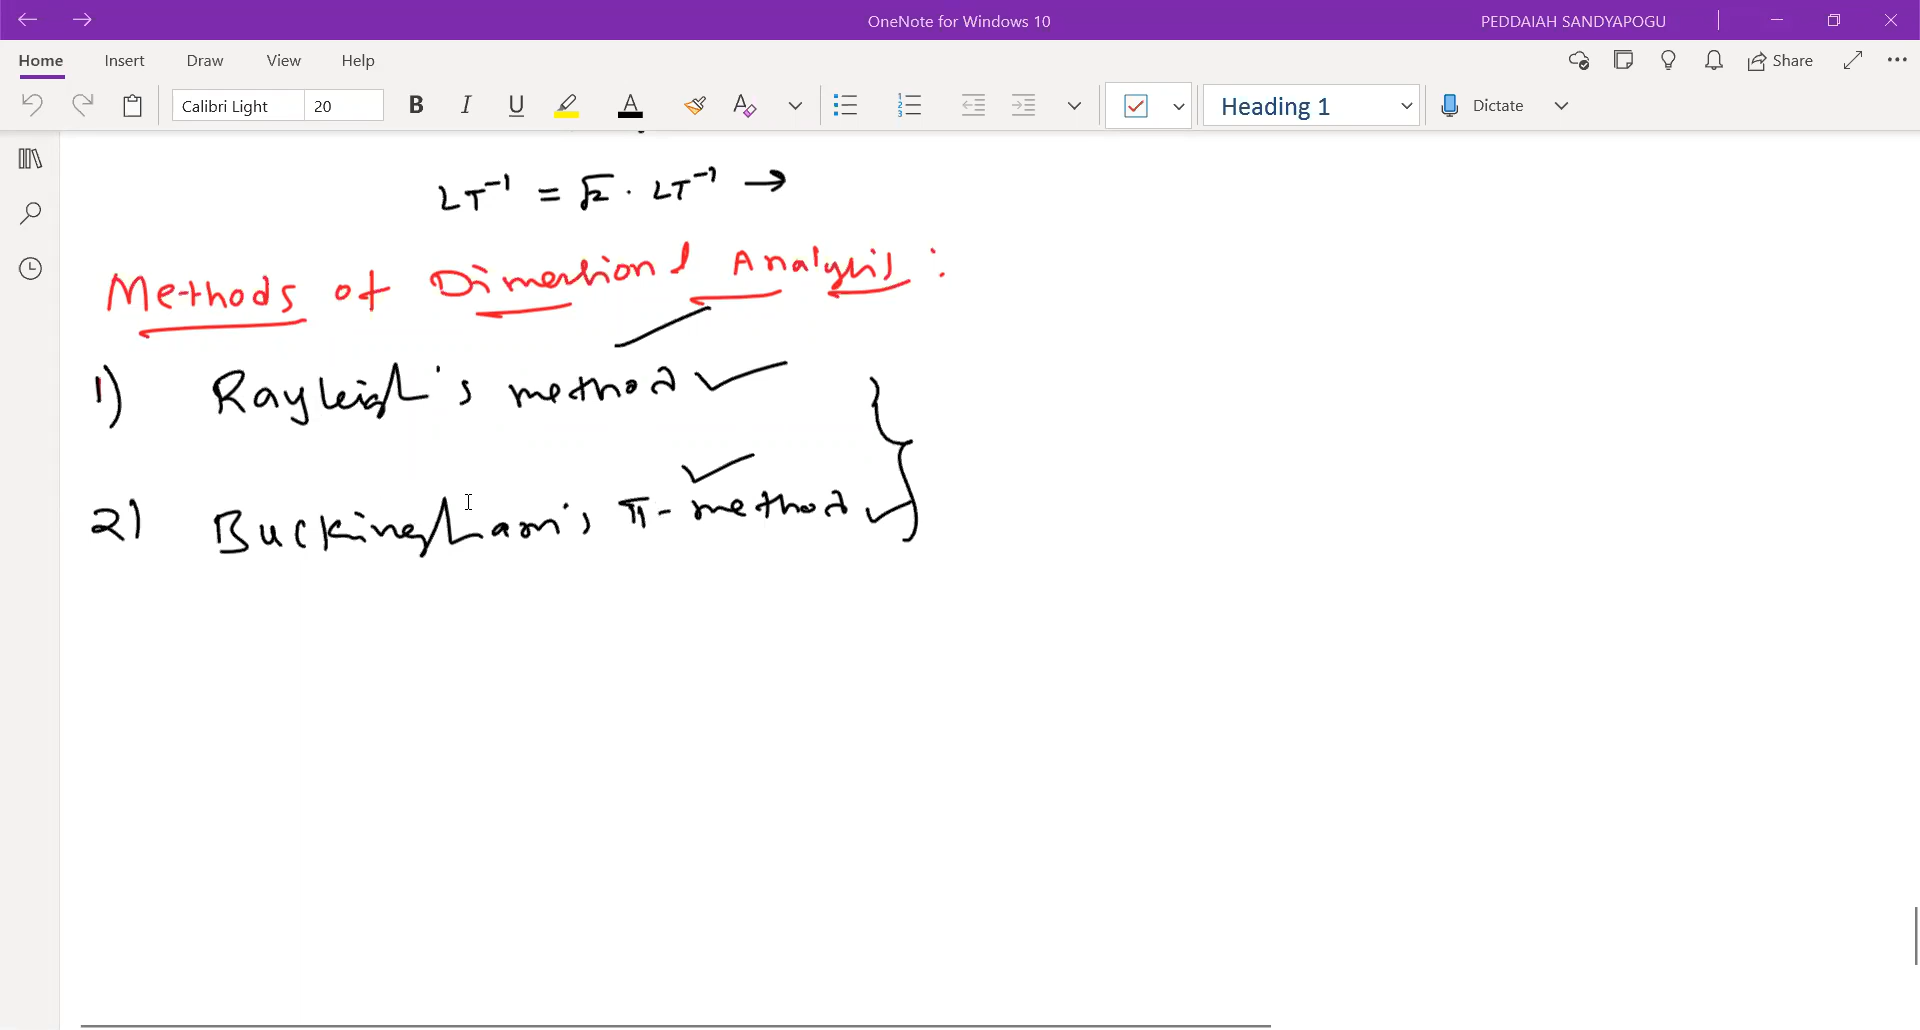 OneNote for Windows 10
PEDDAIAH SANDYAPOGU
Home Insert Draw View Help
Share
Calibri Light 20 B I U A A Heading 1 Dictate
LT⁻¹ = √2 · LT⁻¹ →
Methods of Dimensional Analysis :
1) Rayleigh's method ✓
2) Buckingham's π-method ✓